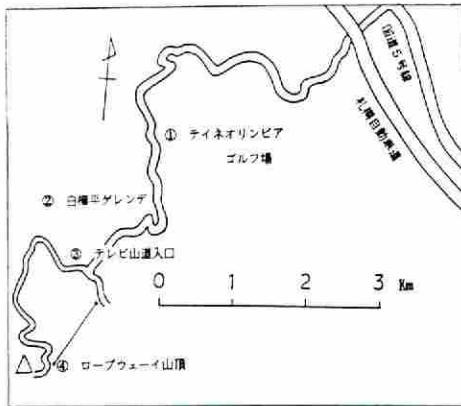 国道5号線
札幌自動車道
① テイネオリンピア
ゴルフ場
② 白樺平ゲレンデ
③ テレビ山道入口
0 1 2 3 Km
④ ロープウェーイ山頂